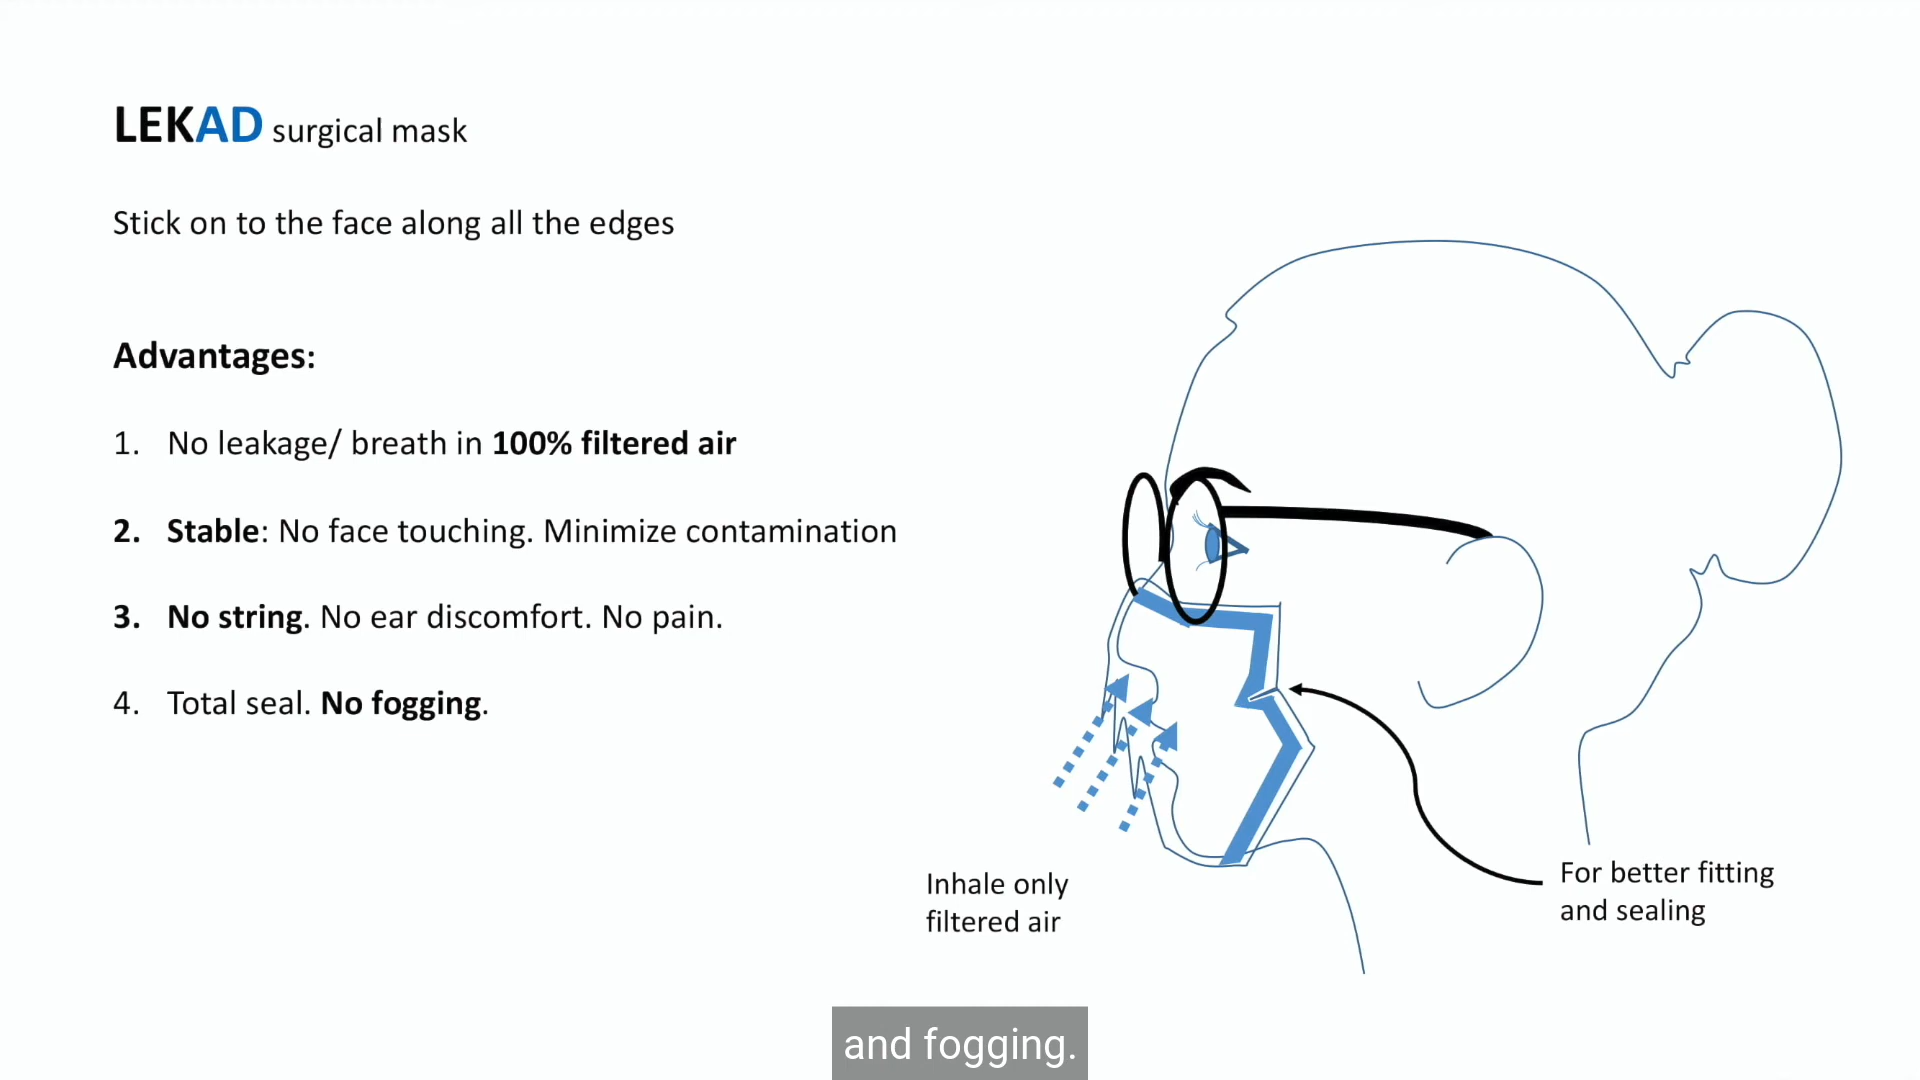 LEKAD surgical mask
Stick on to the face along all the edges
Advantages:
1. No leakage/ breath in 100% filtered air
2. Stable: No face touching. Minimize contamination
3. No string. No ear discomfort. No pain.
4. Total seal. No fogging.
Inhale only
filtered air
For better fitting
and sealing
and fogging.